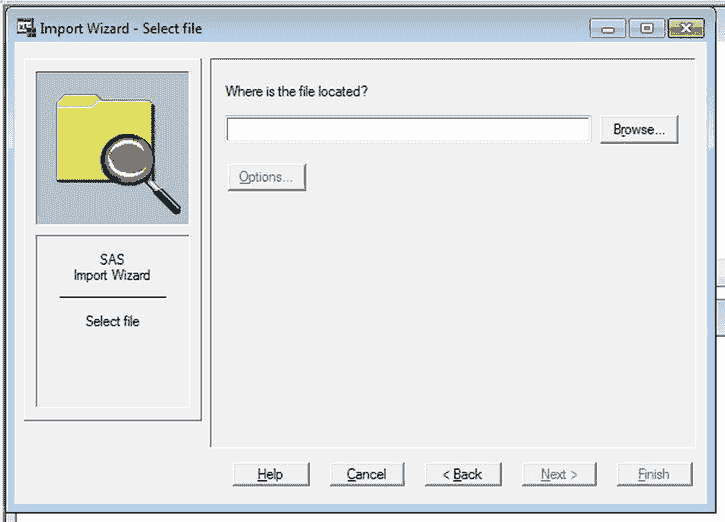 Import Wizard - Select file
Where is the file located?
Browse...
Options...
SAS
Import Wizard
Select file
Help
Cancel
< Back
Next >
Finish